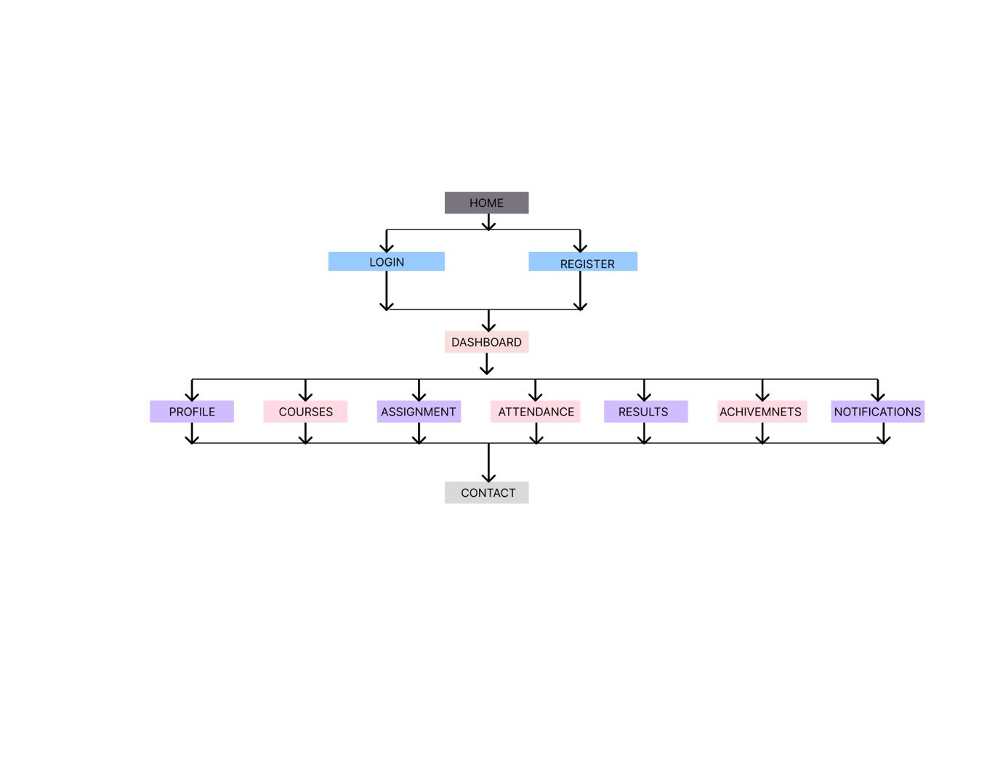 HOME
LOGIN
REGISTER
DASHBOARD
PROFILE
COURSES
ASSIGNMENT
ATTENDANCE
RESULTS
ACHIVEMNETS
NOTIFICATIONS
CONTACT